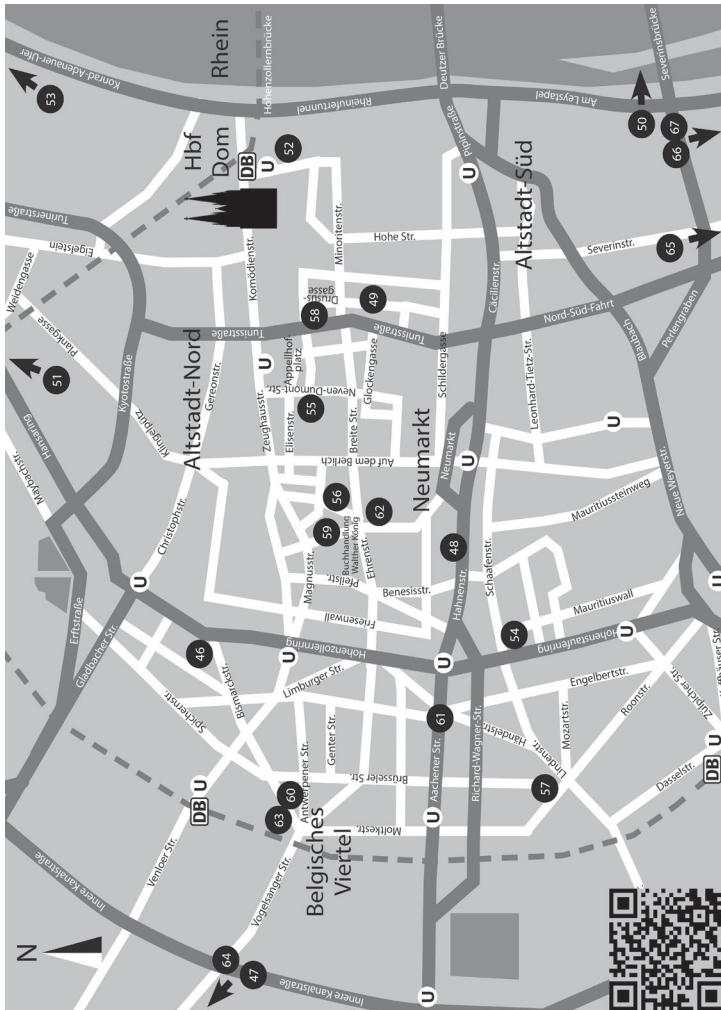 N
Innere Kanalstraße
Venloer Str.
Vogelsanger Str.
64
47
Innere Kanalstraße
Belgisches
Viertel
DB
U
63
60
Antwerpener Str.
Genter Str.
Brüsseler Str.
Moltkestr.
Spichernstr.
Bismarckstr.
46
Limburger Str.
Gladbacher Str.
Erftstraße
Maybachstr.
Hansaring
51
Plankgasse
Weidengasse
Eigelstein
Turinerstraße
53
Konrad-Adenauer-Ufer
Kyotostraße
Klingelpütz
Christophstr.
U
Altstadt-Nord
Gereonstr.
Hbf
Dom
Rhein
DB
U
52
Hohenzollernbrücke
Komödienstr.
Tunisstraße
U
Zeughausstr.
Elisenstr.
Appellhof-
platz
58
Drusus-
gasse
Minoritenstr.
49
55
Neven-Dumont-Str.
Breite Str.
Glockengasse
Tunisstraße
Auf dem Berlich
56
59
Buchhandlung
Walther König
62
Ehrenstr.
Magnusstr.
Pfeilstr.
Friesenwall
Benesisstr.
U
Hohenzollernring
Hohe Str.
Rheinufertunnel
Schildergasse
Neumarkt
Neumarkt
U
48
Hahnenstr.
Cäcilienstr.
U
Pipinstraße
Deutzer Brücke
Aachener Str.
U
U
61
U
Richard-Wagner-Str.
Händelstr.
Lindenstr.
Mozartstr.
Engelbertstr.
57
Roonstr.
Dasselstr.
DB
U
Zülpicher Str.
U
Hohenstaufenring
54
Schaafenstr.
Mauritiuswall
Mauritiussteinweg
Leonhard-Tietz-Str.
U
Altstadt-Süd
Nord-Süd-Fahrt
Severinstr.
65
Am Leystapel
50
67
66
Severinsbrücke
Blaubach
Perlengraben
Neue Weyerstr.
U